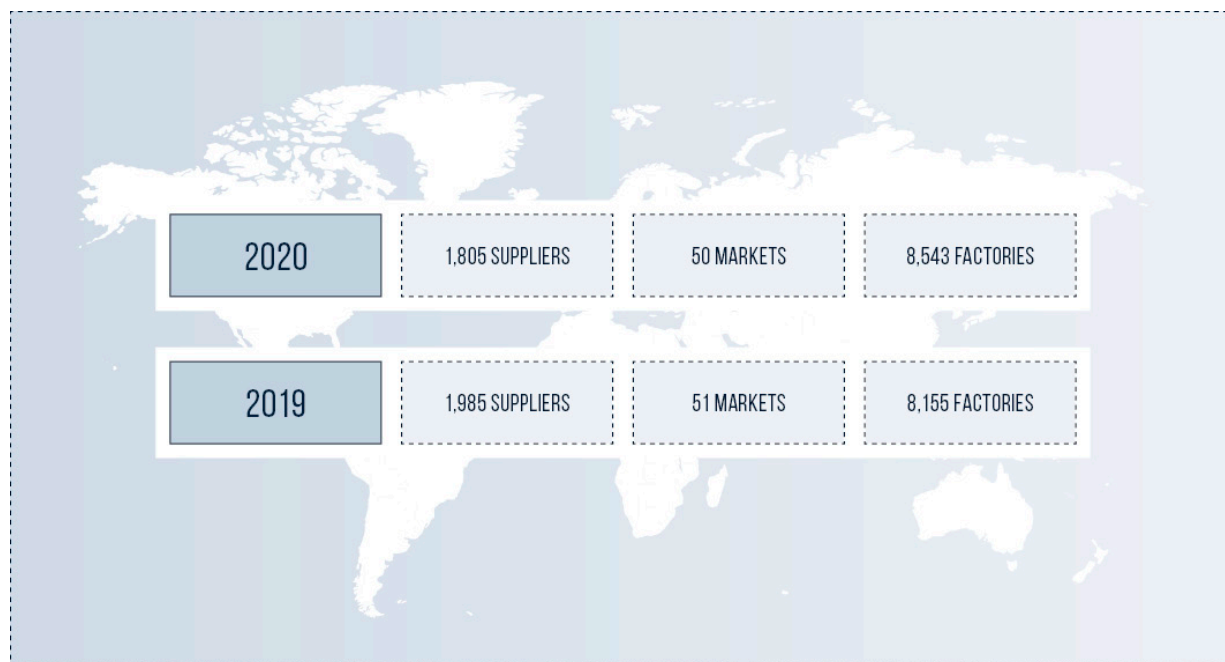 2020 1,805 SUPPLIERS 50 MARKETS 8,543 FACTORIES
2019 1,985 SUPPLIERS 51 MARKETS 8,155 FACTORIES